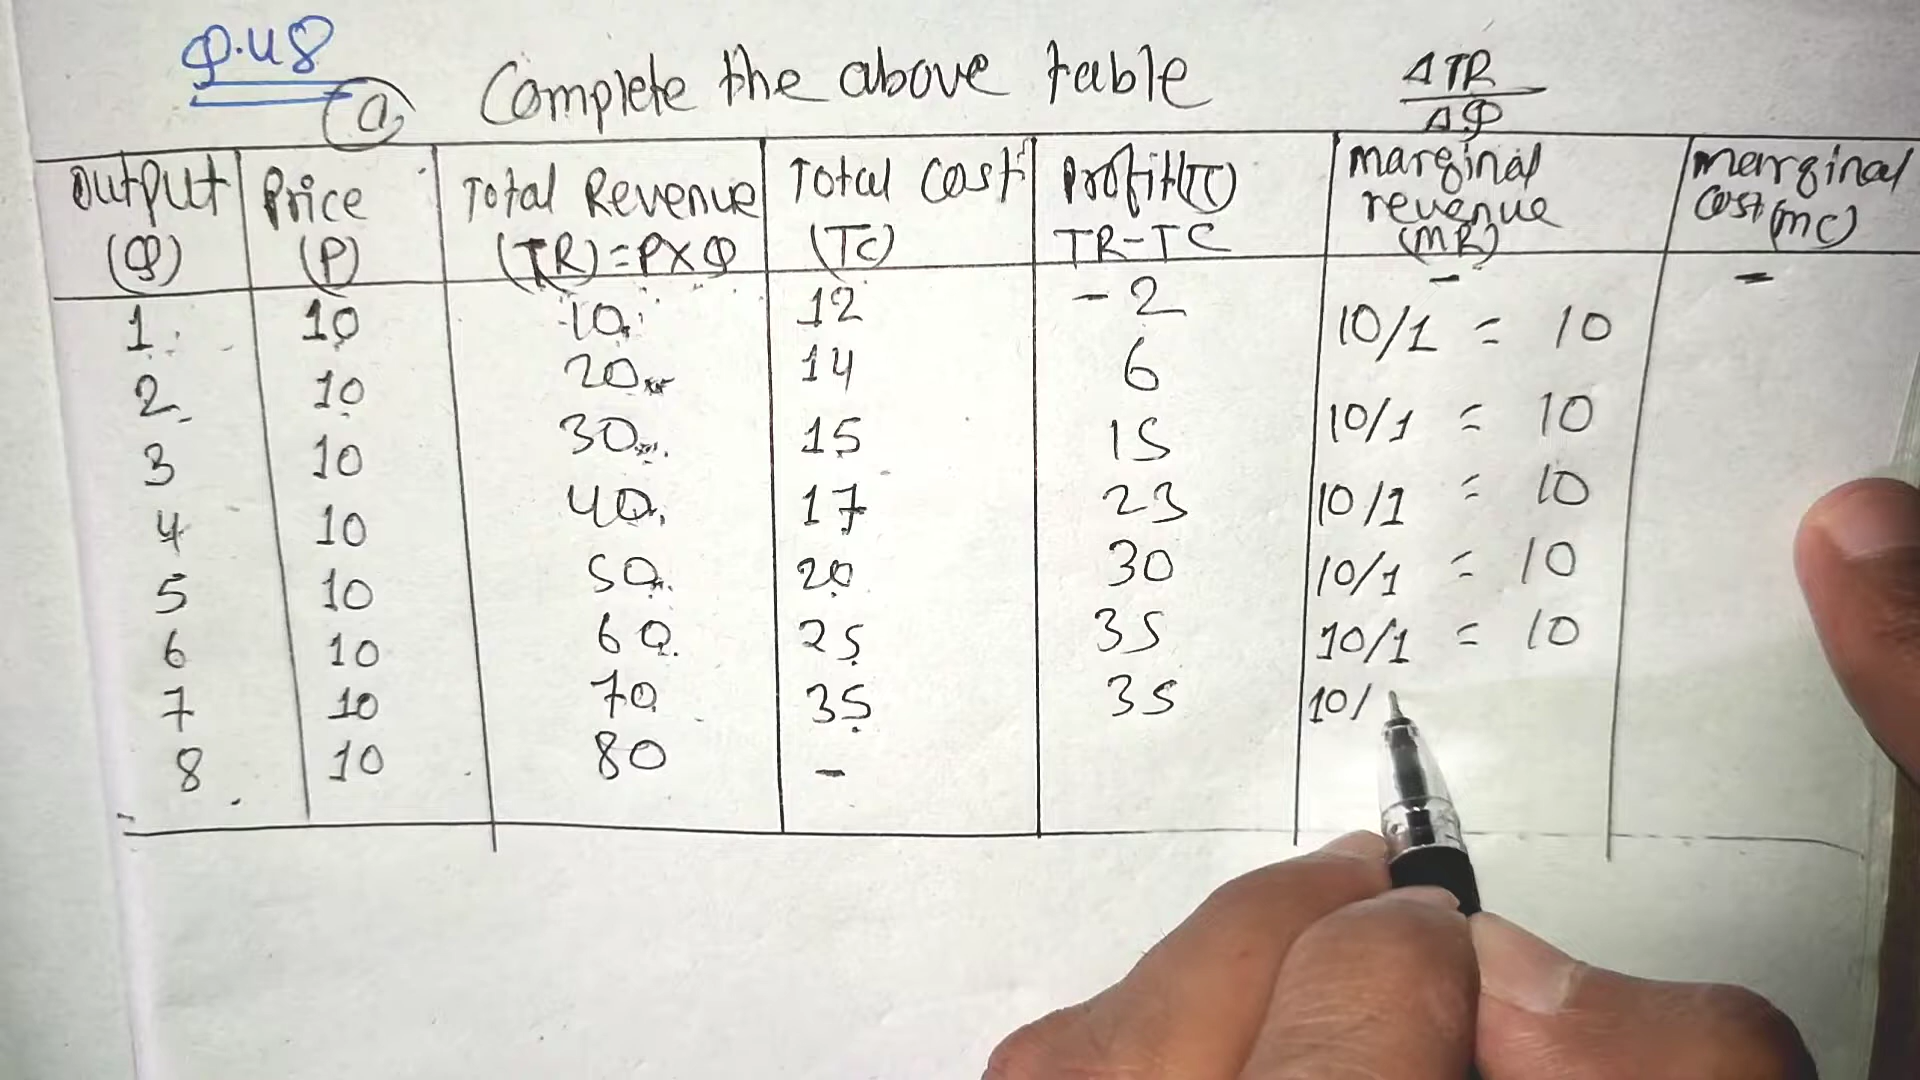 Q.48
(a) Complete the above table ΔTR/ΔQ
Output (Q) Price (P) Total Revenue (TR)=P×Q Total Cost (TC) Profit(π) TR-TC marginal revenue (MR) marginal cost (mc)
- -
1 10 10 12 -2
2 10 20 14 6 10/1 = 10
3 10 30 15 15 10/1 = 10
4 10 40 17 23 10/1 = 10
5 10 50 20 30 10/1 = 10
6 10 60 25 35 10/1 = 10
7 10 70 35 35 10/
8 10 80 -